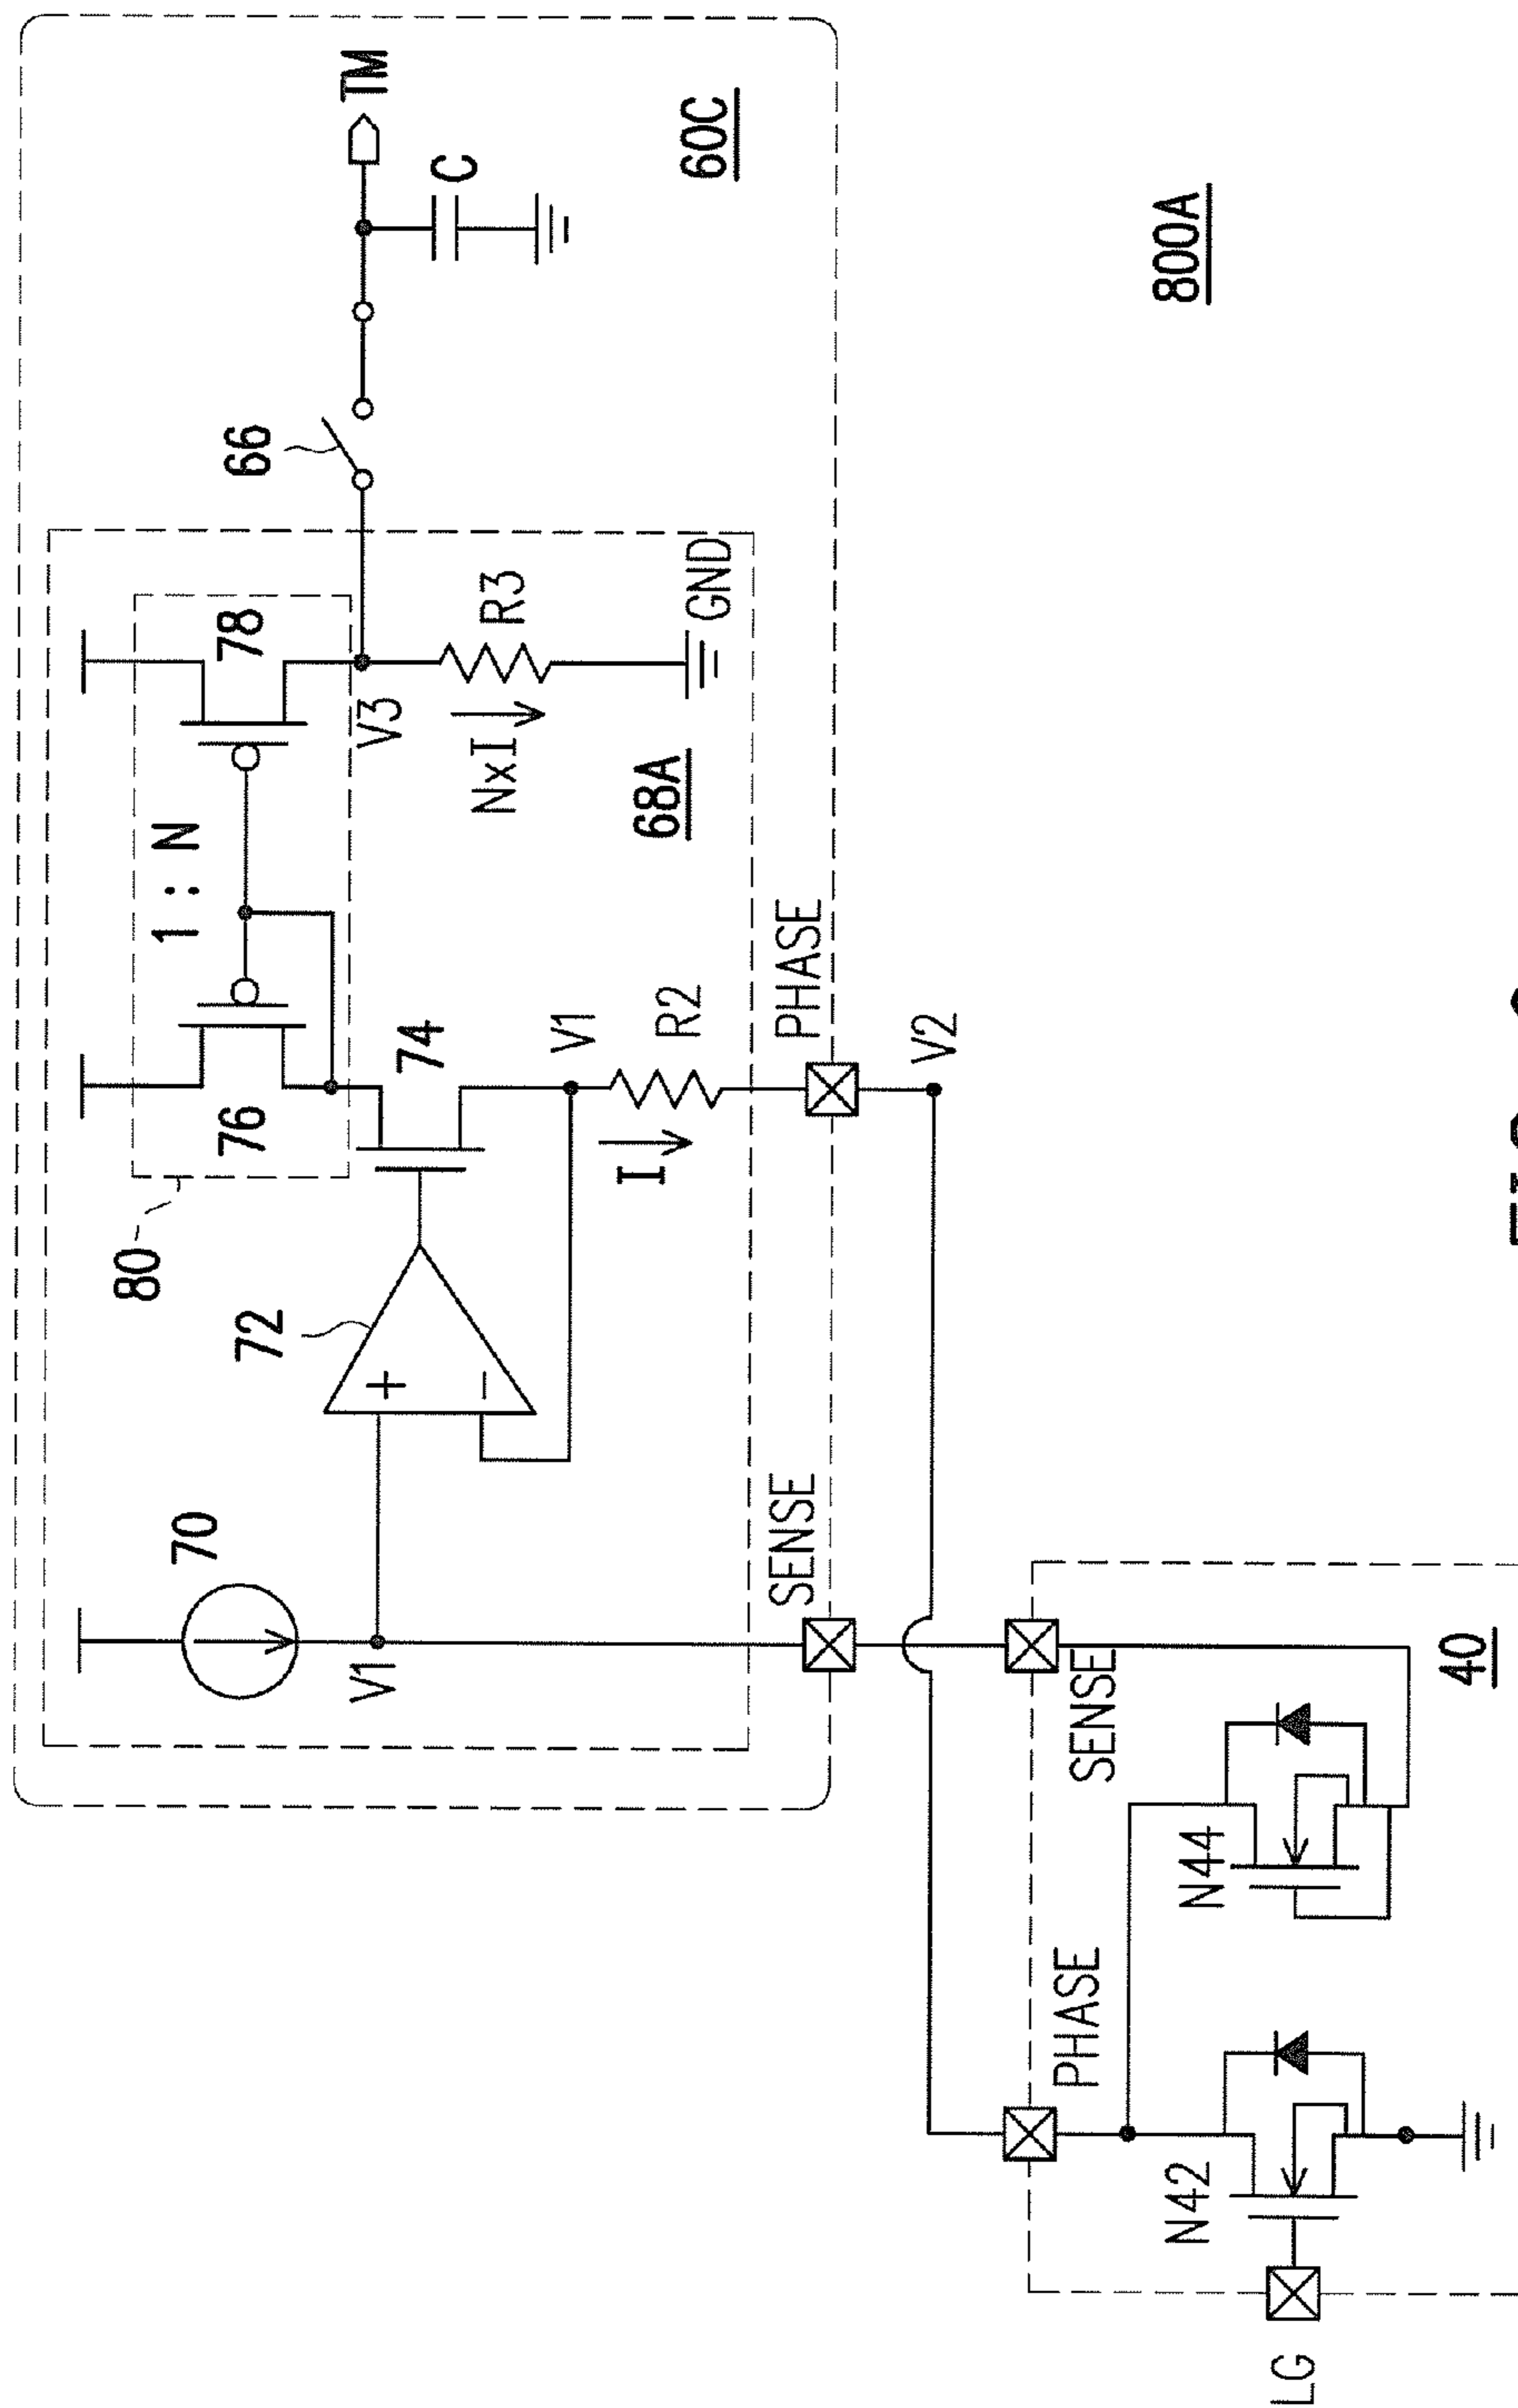 80
76
1 : N
78
70
72
+
-
74
V1
V1
I
R2
V3
NxI
R3
GND
68A
66
C
TM
60C
SENSE
PHASE
V2
800A
PHASE
SENSE
N42
N44
40
LG